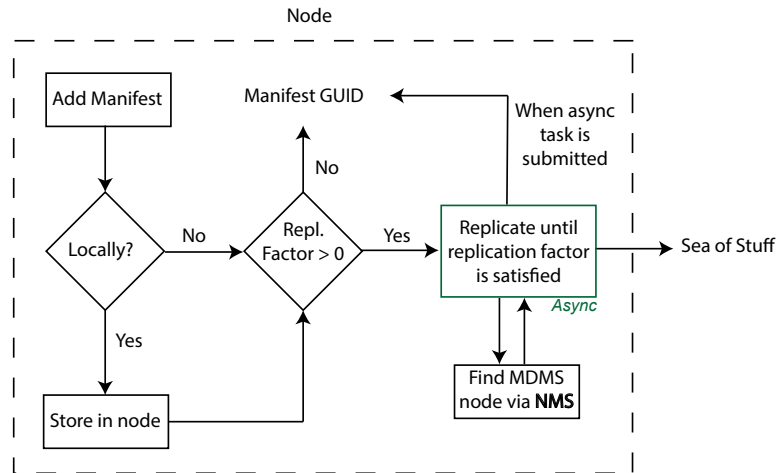 Node
Add Manifest
Manifest GUID
When async
task is
submitted
No
Locally?
No
Repl.
Factor > 0
Yes
Replicate until
replication factor
is satisfied
Sea of Stuff
Async
Yes
Find MDMS
node via NMS
Store in node